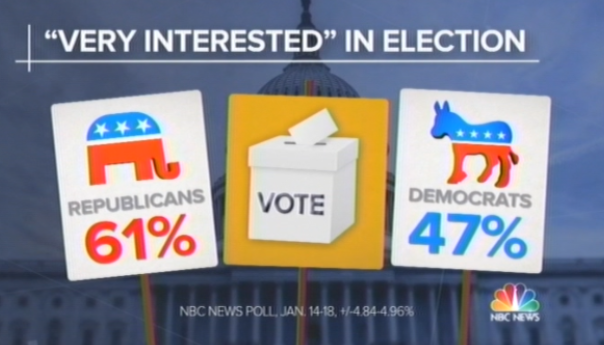 "VERY INTERESTED" IN ELECTION
REPUBLICANS
61%
VOTE
DEMOCRATS
47%
NBC NEWS POLL, JAN. 14-18, +/-4.84-4.96%
NBC NEWS